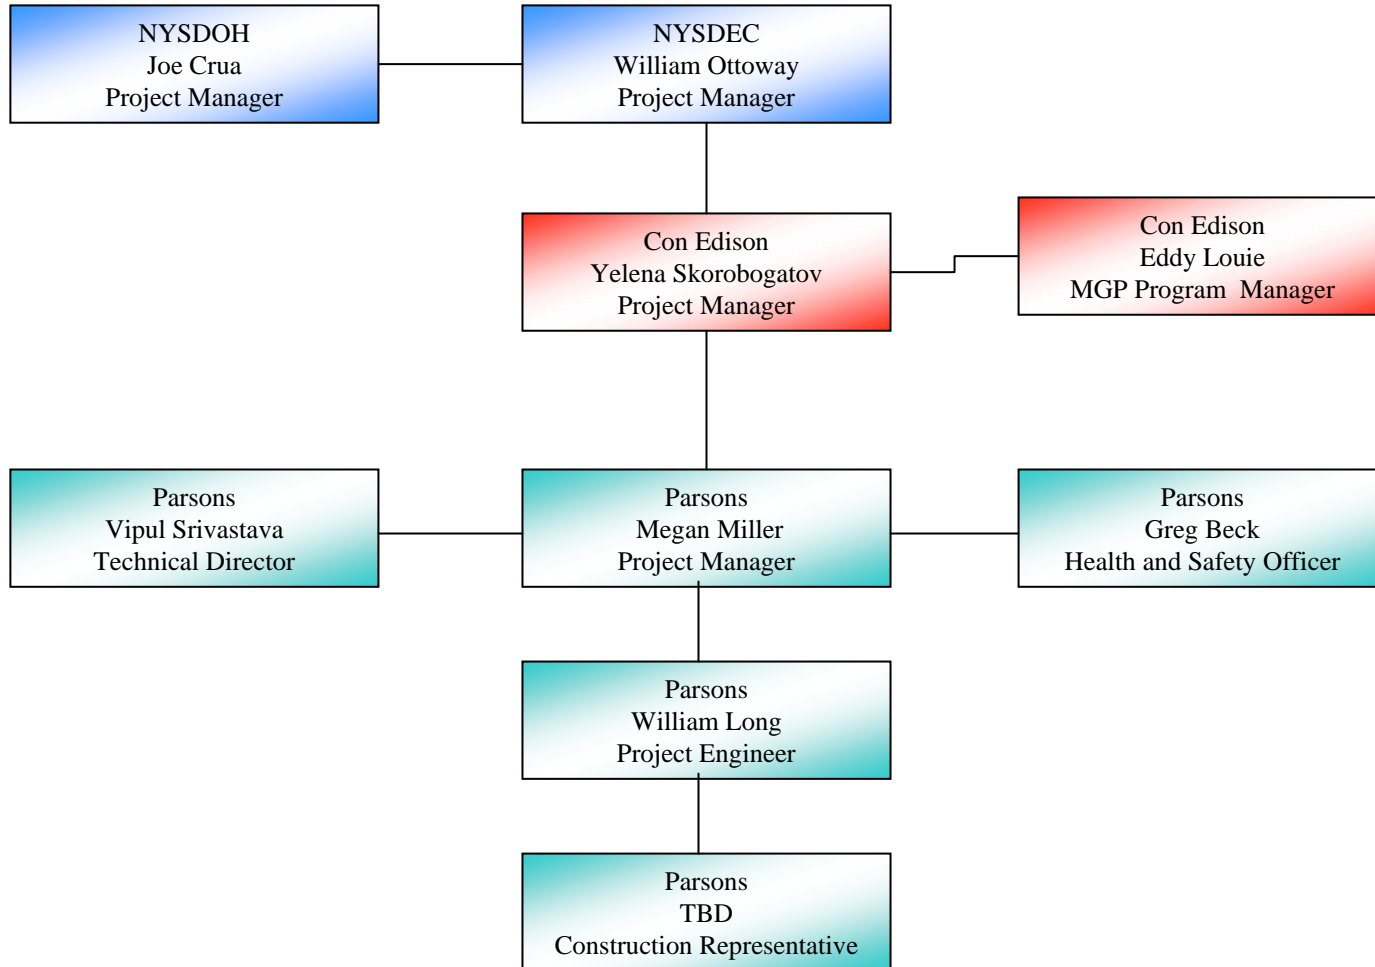 NYSDOH
Joe Crua
Project Manager
NYSDEC
William Ottoway
Project Manager
Con Edison
Yelena Skorobogatov
Project Manager
Con Edison
Eddy Louie
MGP Program  Manager
Parsons
Vipul Srivastava
Technical Director
Parsons
Megan Miller
Project Manager
Parsons
Greg Beck
Health and Safety Officer
Parsons
William Long
Project Engineer
Parsons
TBD
Construction Representative